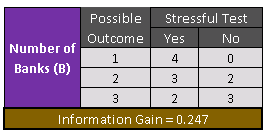 Possible Stressful Test
Outcome Yes No
Number of Banks (B)
1 4 0
2 3 2
3 2 3
Information Gain = 0.247